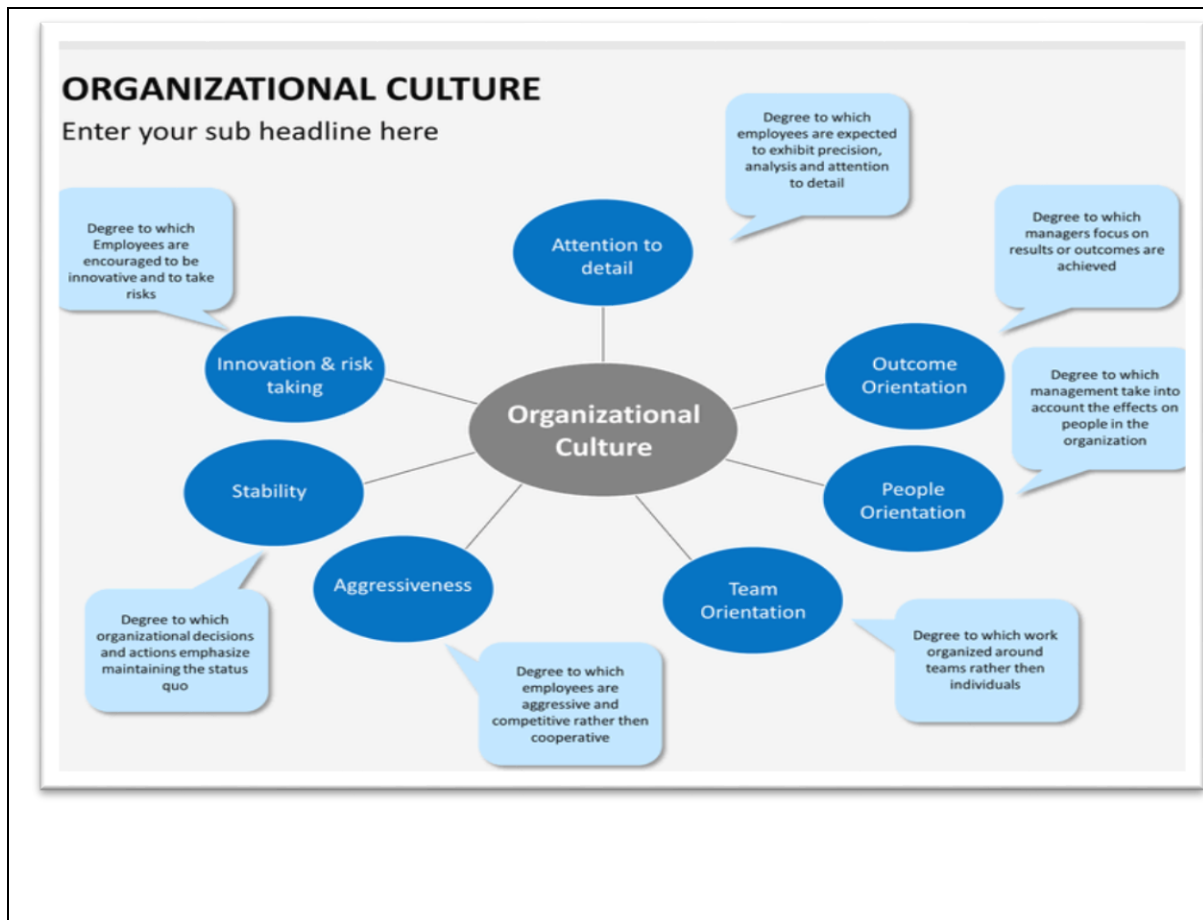 ORGANIZATIONAL CULTURE
Enter your sub headline here
Degree to which
employees are expected
to exhibit precision,
analysis and attention
to detail
Attention to
detail
Degree to which
managers focus on
results or outcomes are
achieved
Outcome
Orientation
Degree to which
Employees are
encouraged to be
innovative and to take
risks
Innovation & risk
taking
Organizational
Culture
Degree to which
management take into
account the effects on
people in the
organization
People
Orientation
Stability
Degree to which
organizational decisions
and actions emphasize
maintaining the status
quo
Aggressiveness
Degree to which
employees are
aggressive and
competitive rather then
cooperative
Team
Orientation
Degree to which work
organized around
teams rather then
individuals